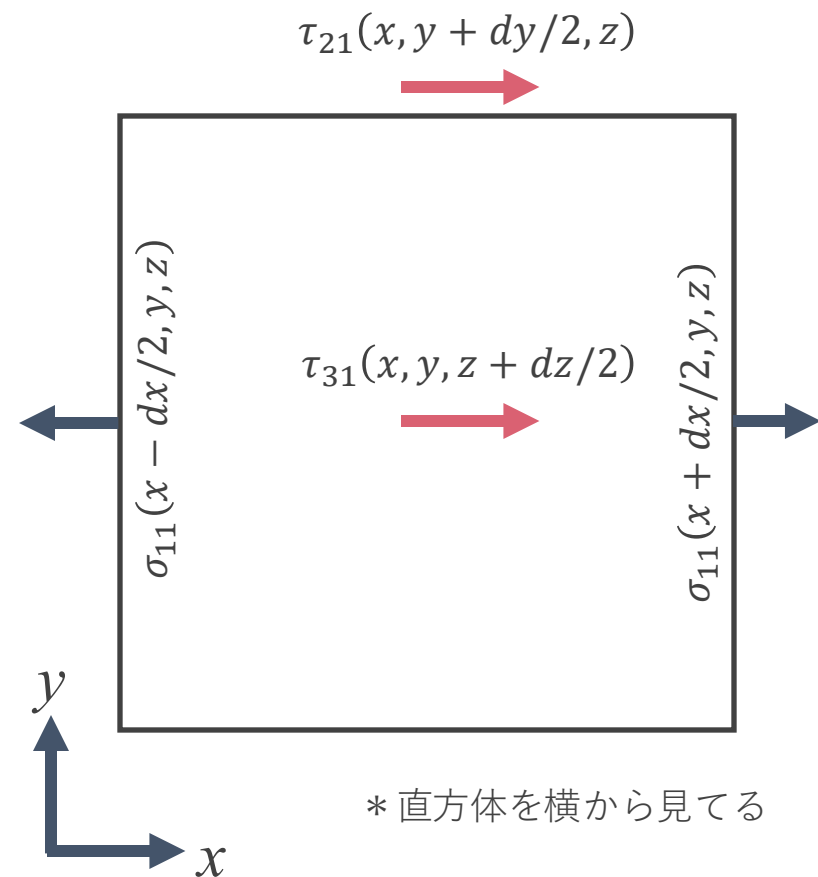 τ₂₁(x, y + dy/2, z)
σ₁₁(x − dx/2, y, z)
τ₃₁(x, y, z + dz/2)
σ₁₁(x + dx/2, y, z)
y
x
＊直方体を横から見てる